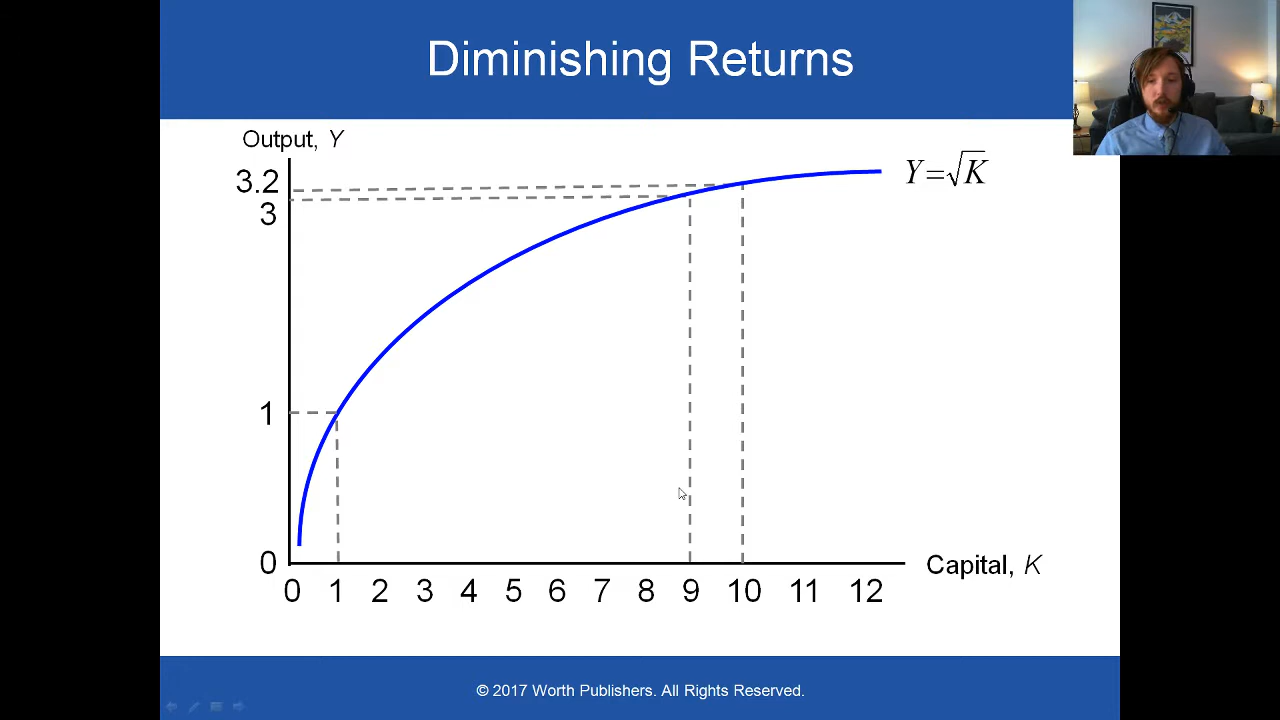 Diminishing Returns
Output, Y
3.2
3
1
0
Y=√K
Capital, K
0 1 2 3 4 5 6 7 8 9 10 11 12
© 2017 Worth Publishers. All Rights Reserved.